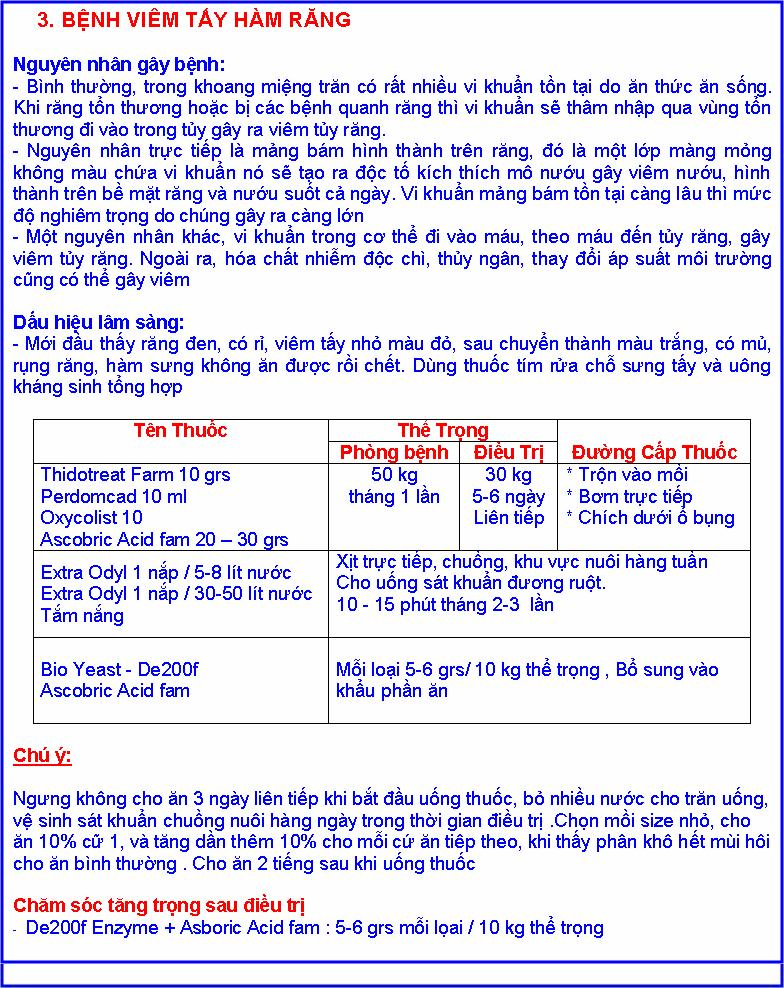 3. BỆNH VIÊM TẤY HÀM RĂNG
Nguyên nhân gây bệnh:
- Bình thường, trong khoang miệng trăn có rất nhiều vi khuẩn tồn tại do ăn thức ăn sống.
Khi răng tổn thương hoặc bị các bệnh quanh răng thì vi khuẩn sẽ thâm nhập qua vùng tổn
thương đi vào trong tủy gây ra viêm tủy răng.
- Nguyên nhân trực tiếp là mảng bám hình thành trên răng, đó là một lớp màng mỏng
không màu chứa vi khuẩn nó sẽ tạo ra độc tố kích thích mô nướu gây viêm nướu, hình
thành trên bề mặt răng và nướu suốt cả ngày. Vi khuẩn mảng bám tồn tại càng lâu thì mức
độ nghiêm trọng do chúng gây ra càng lớn
- Một nguyên nhân khác, vi khuẩn trong cơ thể đi vào máu, theo máu đến tủy răng, gây
viêm tủy răng. Ngoài ra, hóa chất nhiễm độc chì, thủy ngân, thay đổi áp suất môi trường
cũng có thể gây viêm
Dấu hiệu lâm sàng:
- Mới đầu thấy răng đen, có rỉ, viêm tấy nhỏ màu đỏ, sau chuyển thành màu trắng, có mủ,
rụng răng, hàm sưng không ăn được rồi chết. Dùng thuốc tím rửa chỗ sưng tấy và uông
kháng sinh tổng hợp
Tên Thuốc Thể Trọng
Phòng bệnh Điều Trị Đường Cấp Thuốc
Thidotreat Farm 10 grs 50 kg 30 kg * Trộn vào mồi
Perdomcad 10 ml tháng 1 lần 5-6 ngày * Bơm trực tiếp
Oxycolist 10 Liên tiếp * Chích dưới ổ bụng
Ascobric Acid fam 20 – 30 grs
Extra Odyl 1 nắp / 5-8 lít nước
Extra Odyl 1 nắp / 30-50 lít nước
Tắm nắng
Xịt trực tiếp, chuồng, khu vực nuôi hàng tuần
Cho uống sát khuẩn đương ruột.
10 - 15 phút tháng 2-3 lần
Bio Yeast - De200f
Ascobric Acid fam
Mỗi loại 5-6 grs/ 10 kg thể trọng , Bổ sung vào
khẩu phần ăn
Chú ý:
Ngưng không cho ăn 3 ngày liên tiếp khi bắt đầu uống thuốc, bỏ nhiều nước cho trăn uống,
vệ sinh sát khuẩn chuồng nuôi hàng ngày trong thời gian điều trị .Chọn mồi size nhỏ, cho
ăn 10% cữ 1, và tăng dần thêm 10% cho mỗi cứ ăn tiếp theo, khi thấy phân khô hết mùi hôi
cho ăn bình thường . Cho ăn 2 tiếng sau khi uống thuốc
Chăm sóc tăng trọng sau điều trị
- De200f Enzyme + Asboric Acid fam : 5-6 grs mỗi lọai / 10 kg thể trọng